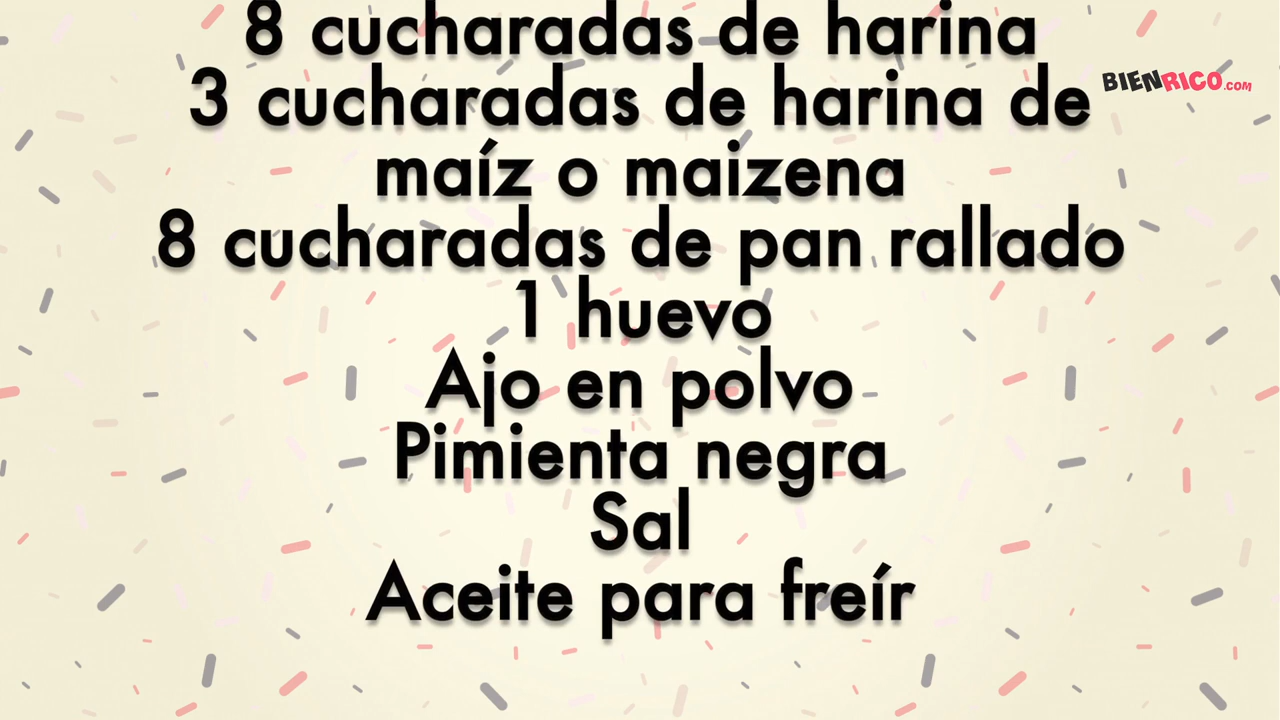 8 cucharadas de harina
3 cucharadas de harina de
maíz o maizena
8 cucharadas de pan rallado
1 huevo
Ajo en polvo
Pimienta negra
Sal
Aceite para freír
BIENRICO.com